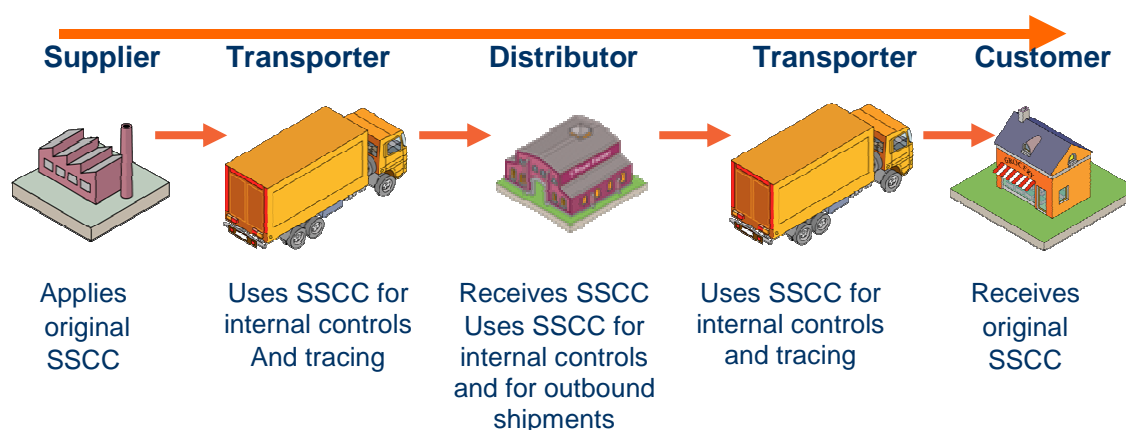 Supplier
Transporter
Distributor
Transporter
Customer
Applies
original
SSCC
Uses SSCC for
internal controls
And tracing
Receives SSCC
Uses SSCC for
internal controls
and for outbound
shipments
Uses SSCC for
internal controls
and tracing
Receives
original
SSCC